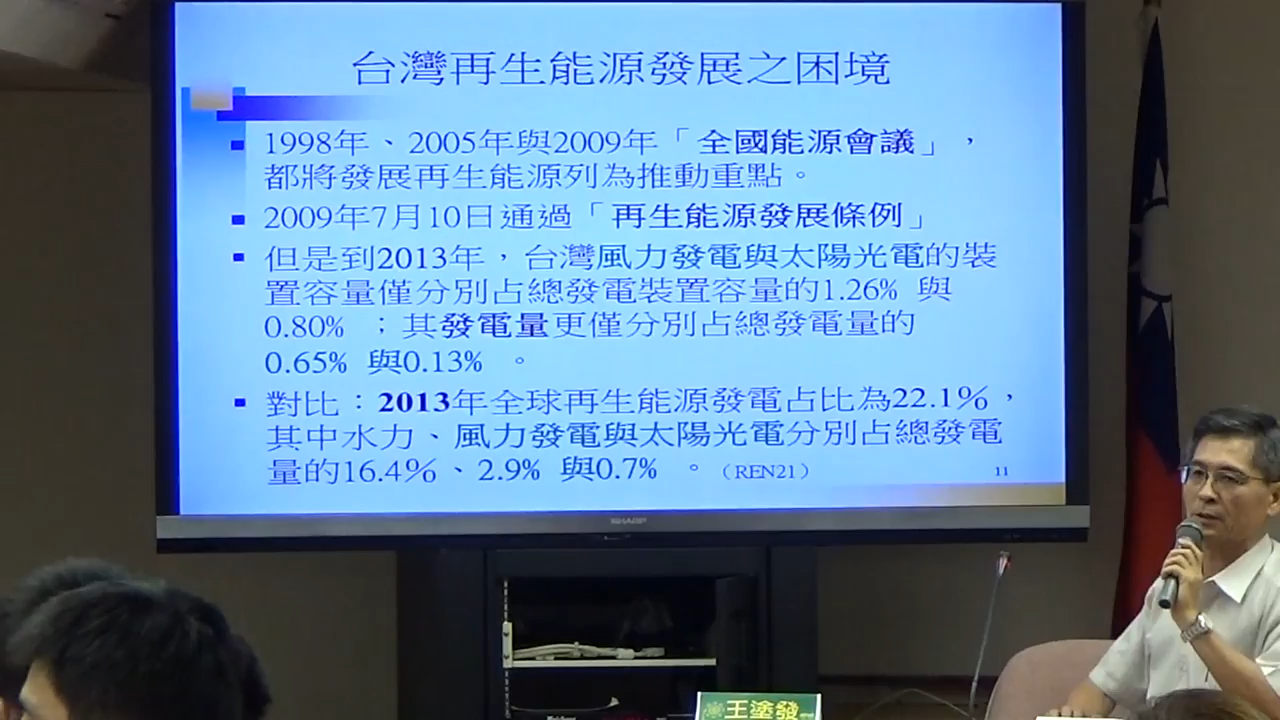 台灣再生能源發展之困境
1998年、2005年與2009年「全國能源會議」，
都將發展再生能源列為推動重點。
2009年7月10日通過「再生能源發展條例」
但是到2013年，台灣風力發電與太陽光電的裝
置容量僅分別占總發電裝置容量的1.26% 與
0.80% ；其發電量更僅分別占總發電量的
0.65% 與0.13% 。
對比：2013年全球再生能源發電占比為22.1%，
其中水力、風力發電與太陽光電分別占總發電
量的16.4%、2.9% 與0.7% 。（REN21）
11
SHARP
王塗發